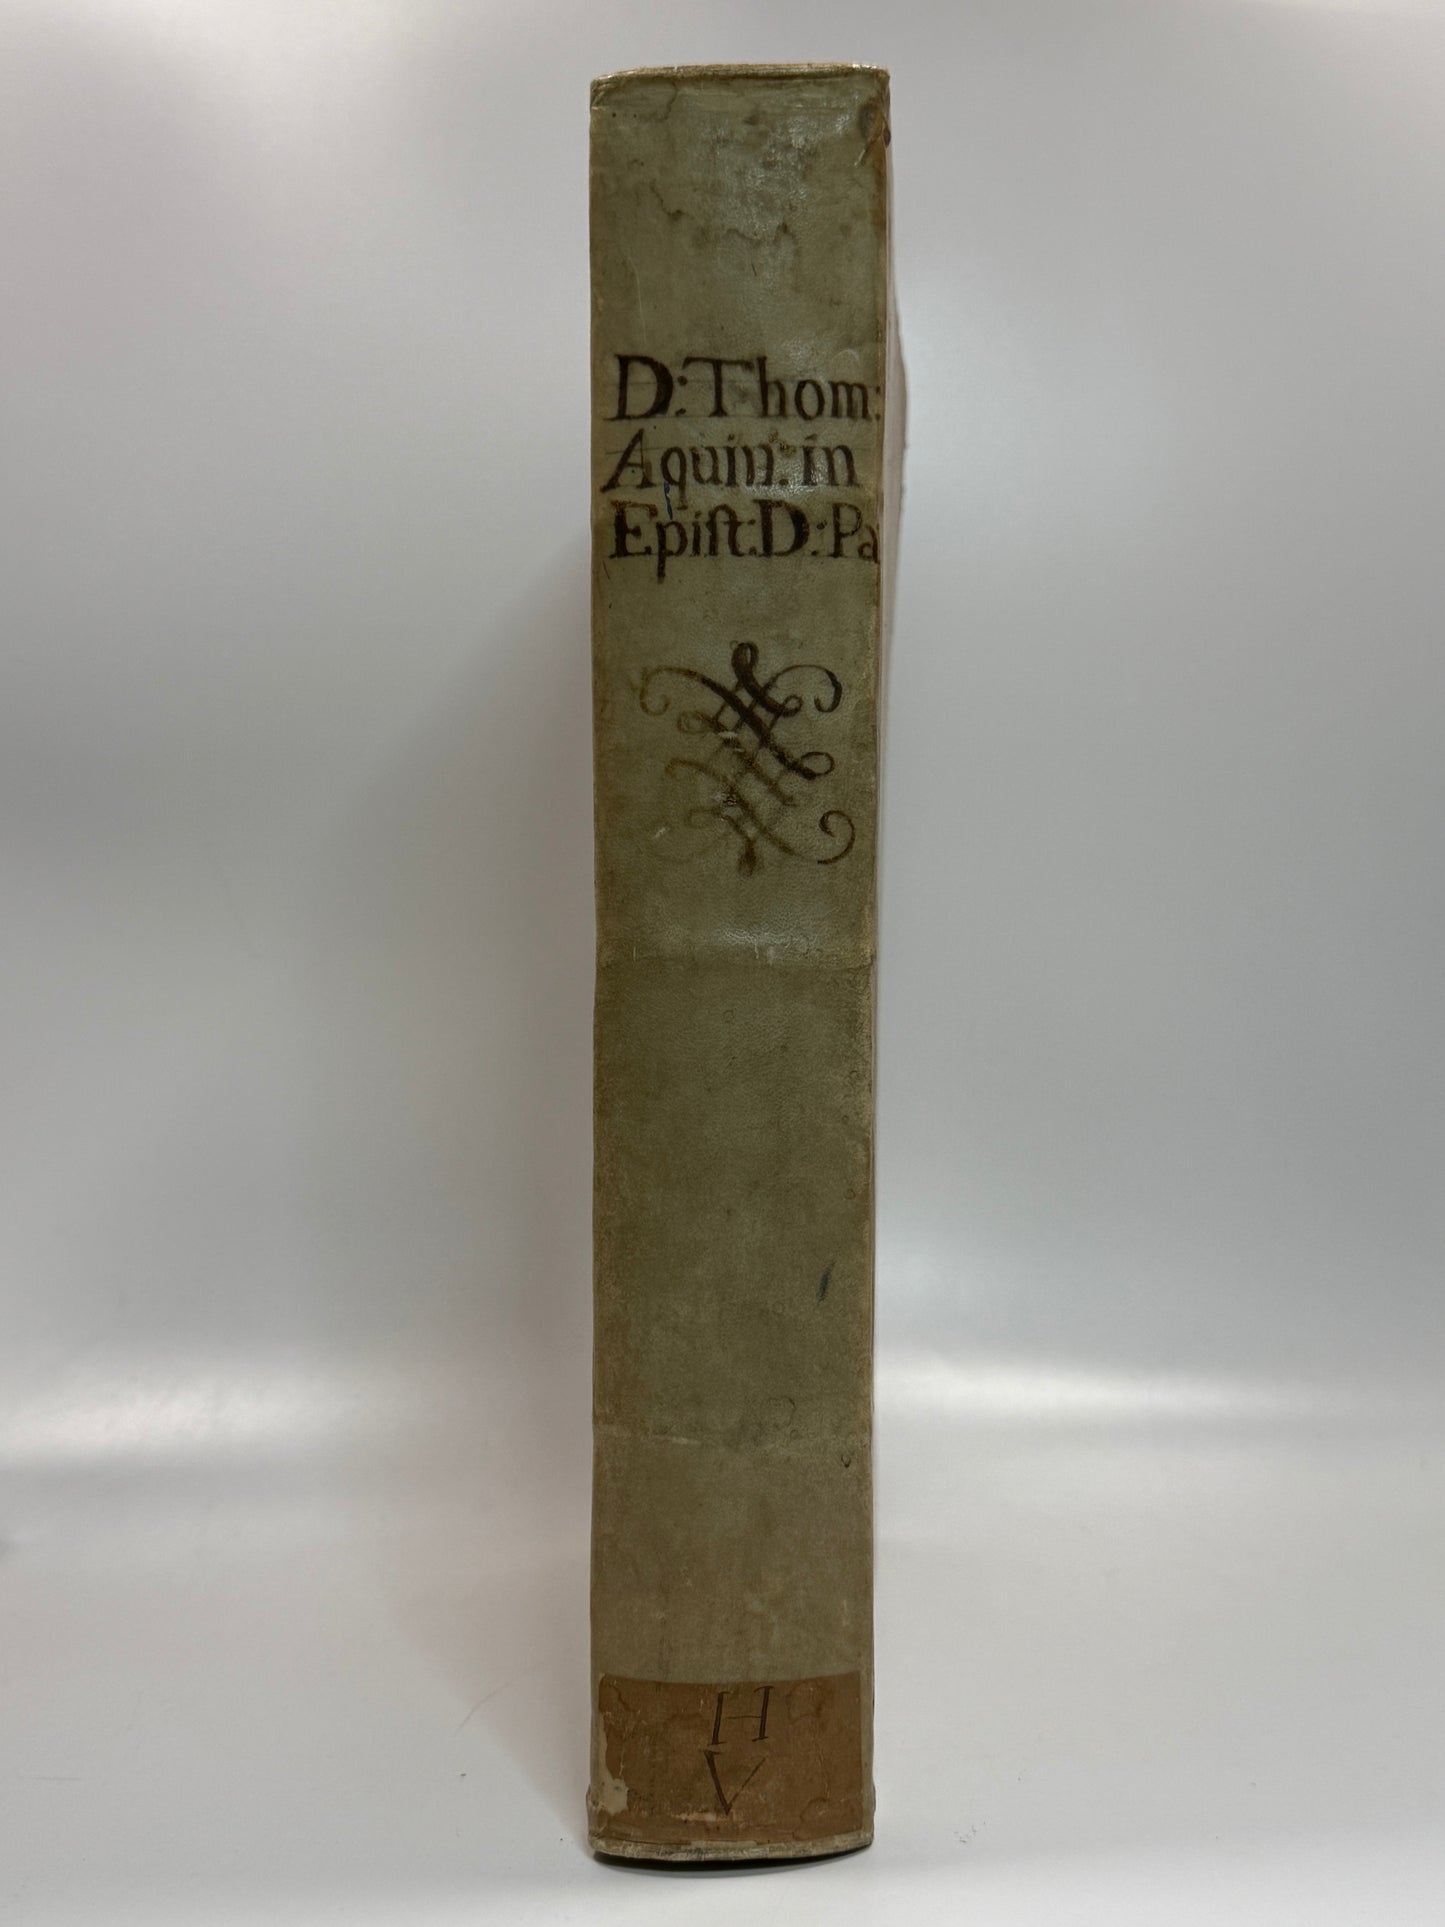 D: Thom:
Aquin: in
Epiſt: D: Pa
H
V